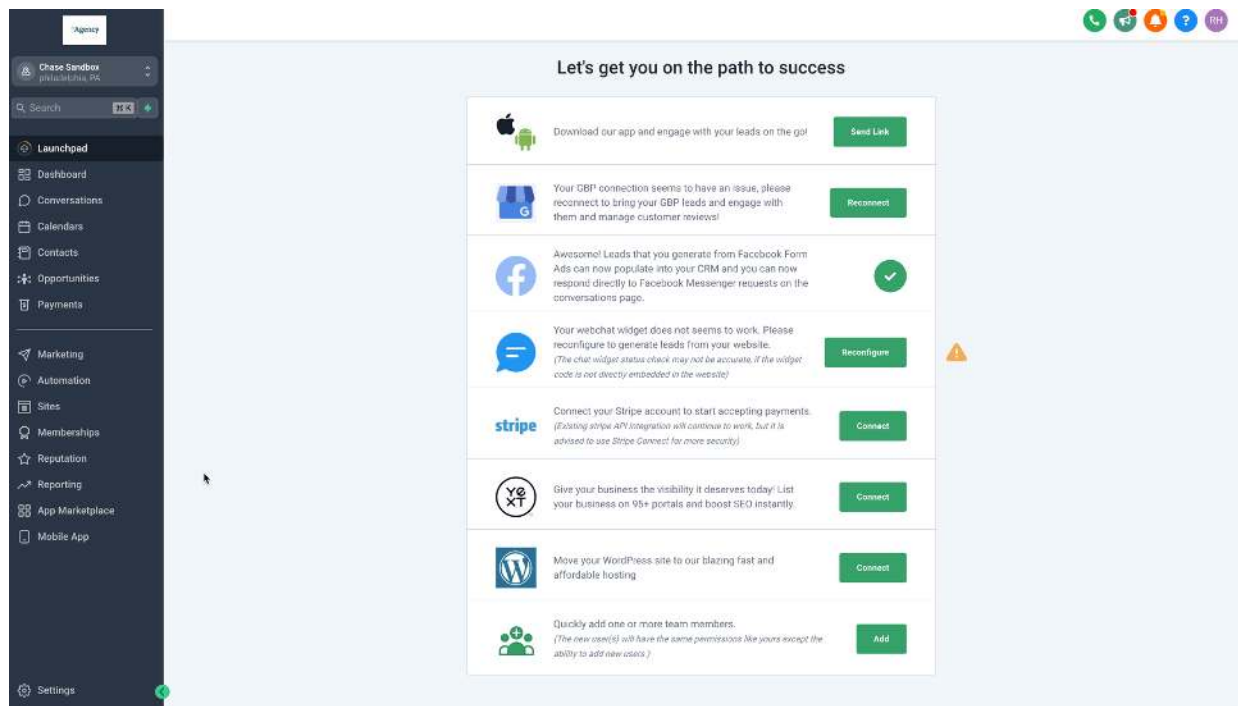 Agency
RH
Chase Sandbox
philadelphia, PA
Search
⌘ K
Launchpad
Dashboard
Conversations
Calendars
Contacts
Opportunities
Payments
Marketing
Automation
Sites
Memberships
Reputation
Reporting
App Marketplace
Mobile App
Settings
Let's get you on the path to success
Download our app and engage with your leads on the go!
Send Link
Your GBP connection seems to have an issue, please
reconnect to bring your GBP leads and engage with
them and manage customer reviews!
Reconnect
G
Awesome! Leads that you generate from Facebook Form
Ads can now populate into your CRM and you can now
respond directly to Facebook Messenger requests on the
conversations page.
Your webchat widget does not seems to work. Please
reconfigure to generate leads from your website.
(The chat widget status check may not be accurate, if the widget
code is not directly embedded in the website)
Reconfigure
stripe
Connect your Stripe account to start accepting payments.
(Existing stripe API integration will continue to work, but it is
advised to use Stripe Connect for more security)
Connect
YEXT
Give your business the visibility it deserves today! List
your business on 95+ portals and boost SEO instantly.
Connect
Move your WordPress site to our blazing fast and
affordable hosting
Connect
Quickly add one or more team members.
(The new user(s) will have the same permissions like yours except the
ability to add new users.)
Add